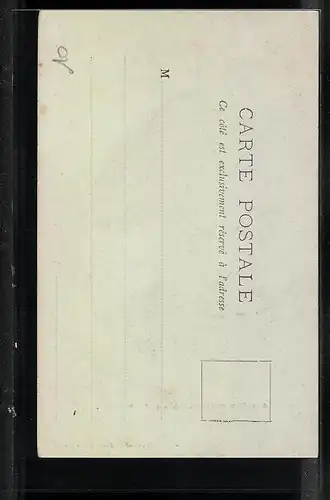 CARTE POSTALE
Ce côté est exclusivement réservé à l'adresse
M